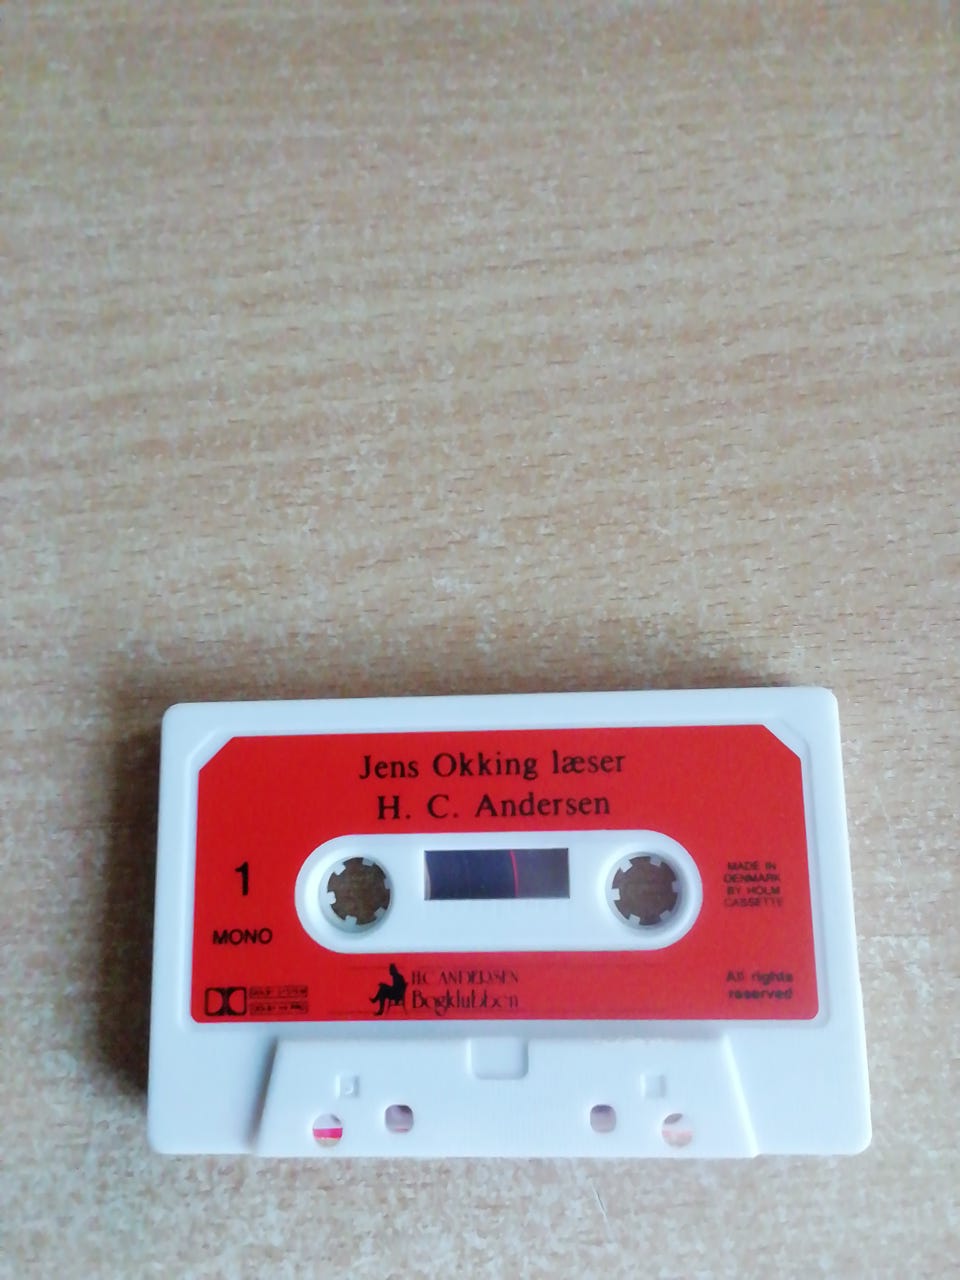 Jens Okking læser
H. C. Andersen
1
MONO
MADE IN
DENMARK
BY HOLM
CASSETTE
H.C. ANDERSEN
Bogklubben
All rights
reserved